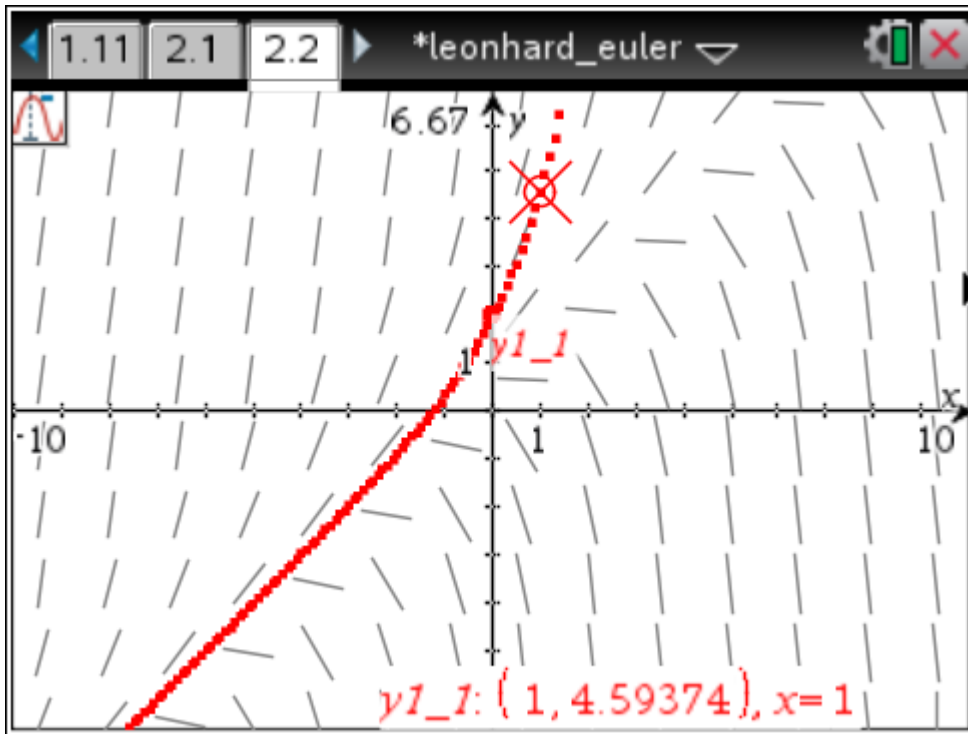 1.11 2.1 2.2 *leonhard_euler
6.67 y
y1_1
1
x
-10 1 10
y1_1: (1, 4.59374), x=1